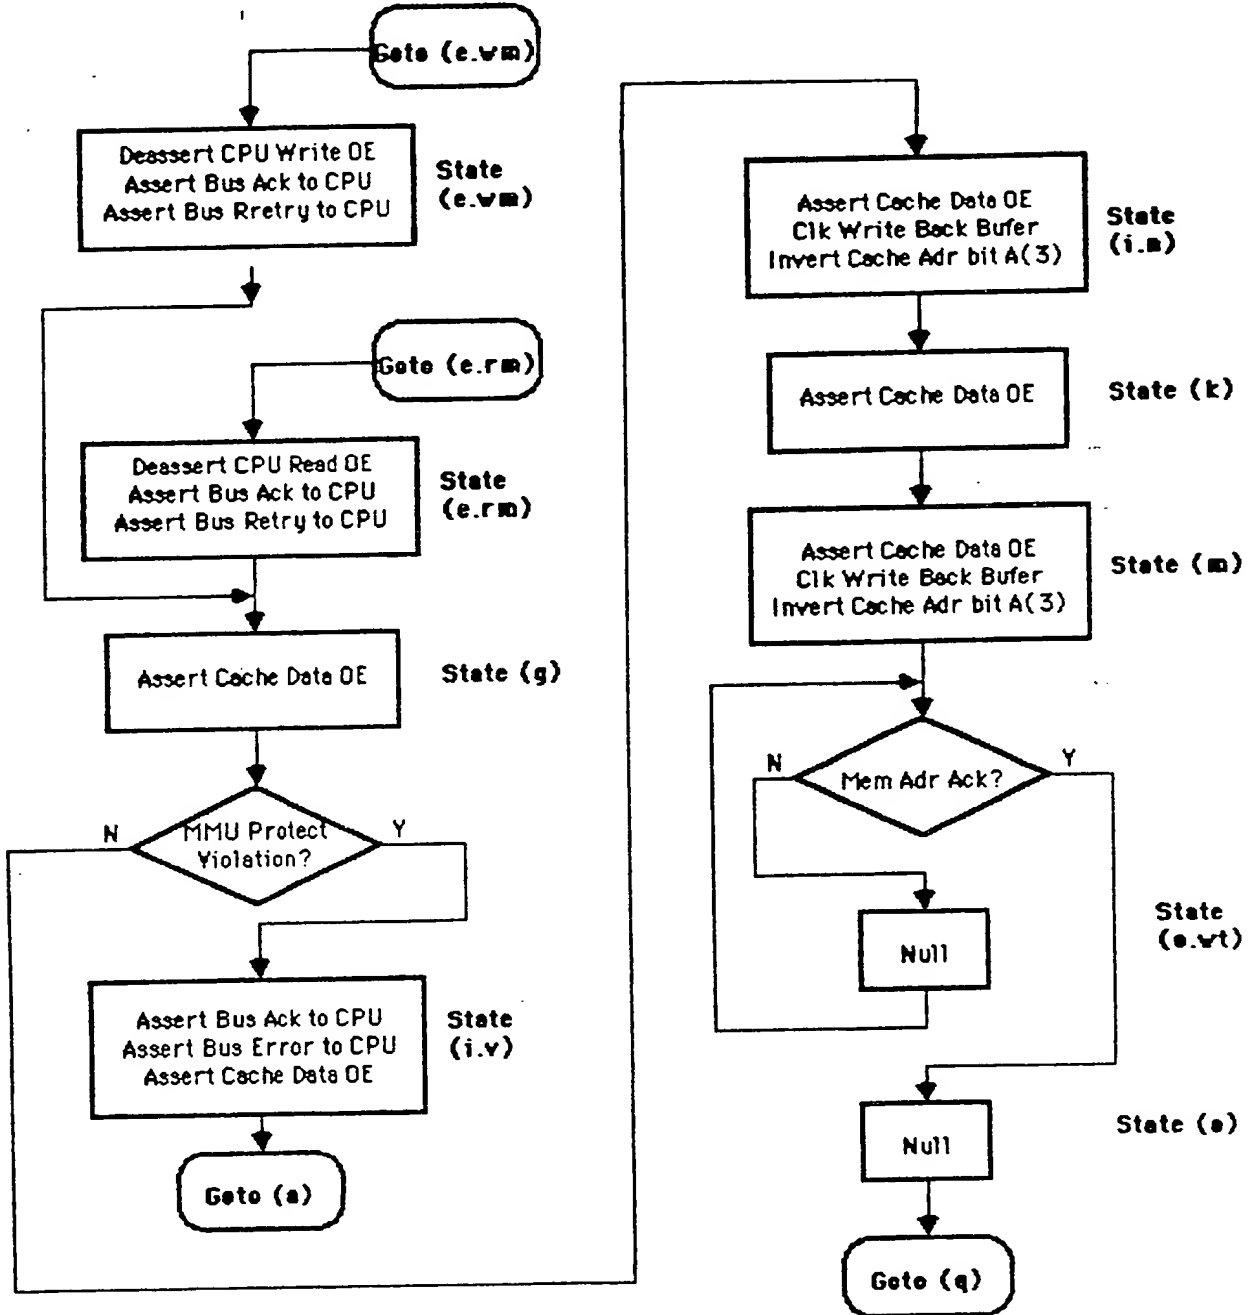 Goto (e.wm)
Deassert CPU Write OE
Assert Bus Ack to CPU
Assert Bus Rretry to CPU
State
(e.wm)
Goto (e.rm)
Deassert CPU Read OE
Assert Bus Ack to CPU
Assert Bus Retry to CPU
State
(e.rm)
Assert Cache Data OE
State (g)
MMU Protect
Violation?
N
Y
Assert Bus Ack to CPU
Assert Bus Error to CPU
Assert Cache Data OE
State
(i.v)
Goto (a)
Assert Cache Data OE
Clk Write Back Bufer
Invert Cache Adr bit A(3)
State
(i.m)
Assert Cache Data OE
State (k)
Assert Cache Data OE
Clk Write Back Bufer
Invert Cache Adr bit A(3)
State (m)
Mem Adr Ack?
N
Y
Null
State
(o.wt)
Null
State (o)
Goto (q)